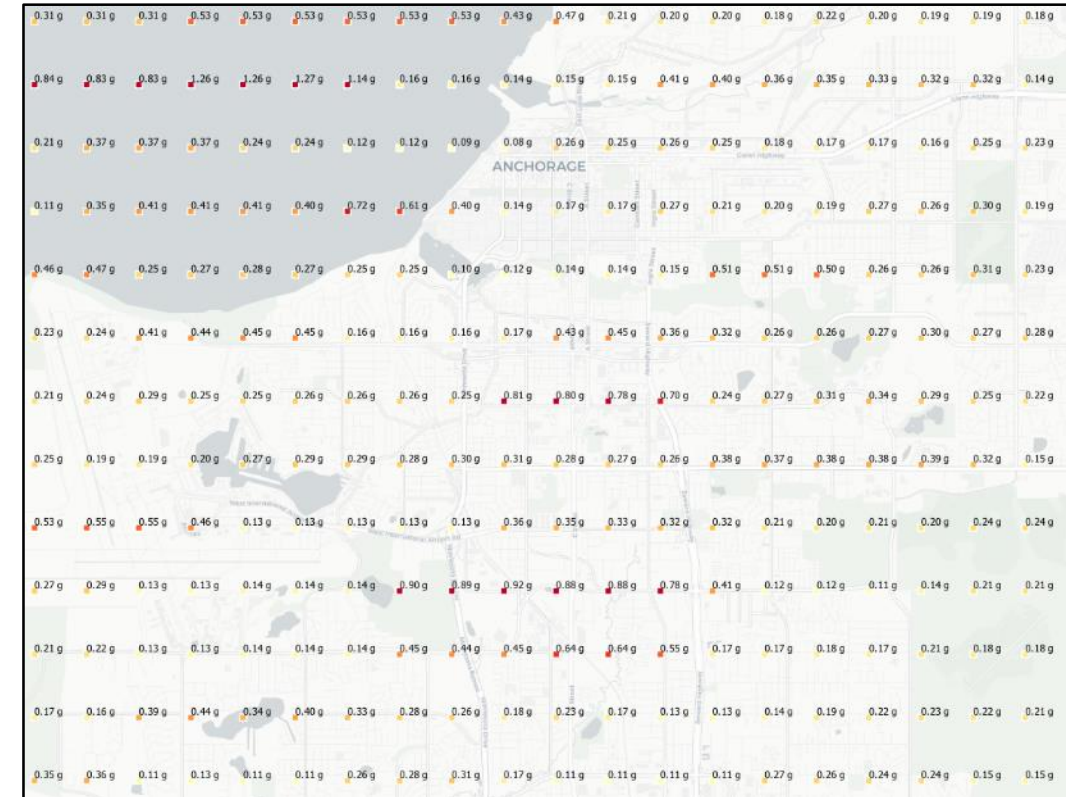 0.31 g 0.31 g 0.31 g 0.53 g 0.53 g 0.53 g 0.53 g 0.53 g 0.53 g 0.43 g 0.47 g 0.21 g 0.20 g 0.20 g 0.18 g 0.22 g 0.20 g 0.19 g 0.19 g 0.18 g
0.84 g 0.83 g 0.83 g 1.26 g 1.26 g 1.27 g 1.14 g 0.16 g 0.16 g 0.14 g 0.15 g 0.15 g 0.41 g 0.40 g 0.36 g 0.35 g 0.33 g 0.32 g 0.32 g 0.14 g
Glenn Highway
0.21 g 0.37 g 0.37 g 0.37 g 0.24 g 0.24 g 0.12 g 0.12 g 0.09 g 0.08 g 0.26 g 0.25 g 0.26 g 0.25 g 0.18 g 0.17 g 0.17 g 0.16 g 0.25 g 0.23 g
Glenn Highway
ANCHORAGE
0.11 g 0.35 g 0.41 g 0.41 g 0.41 g 0.40 g 0.72 g 0.61 g 0.40 g 0.14 g 0.17 g 0.17 g 0.27 g 0.21 g 0.20 g 0.19 g 0.27 g 0.26 g 0.30 g 0.19 g
0.46 g 0.47 g 0.25 g 0.27 g 0.28 g 0.27 g 0.25 g 0.25 g 0.10 g 0.12 g 0.14 g 0.14 g 0.15 g 0.51 g 0.51 g 0.50 g 0.26 g 0.26 g 0.31 g 0.23 g
0.23 g 0.24 g 0.41 g 0.44 g 0.45 g 0.45 g 0.16 g 0.16 g 0.16 g 0.17 g 0.43 g 0.45 g 0.36 g 0.32 g 0.26 g 0.26 g 0.27 g 0.30 g 0.27 g 0.28 g
0.21 g 0.24 g 0.29 g 0.25 g 0.25 g 0.26 g 0.26 g 0.26 g 0.25 g 0.81 g 0.80 g 0.78 g 0.70 g 0.24 g 0.27 g 0.31 g 0.34 g 0.29 g 0.25 g 0.22 g
0.25 g 0.19 g 0.19 g 0.20 g 0.27 g 0.29 g 0.29 g 0.28 g 0.30 g 0.31 g 0.28 g 0.27 g 0.26 g 0.38 g 0.37 g 0.38 g 0.38 g 0.39 g 0.32 g 0.15 g
0.53 g 0.55 g 0.55 g 0.46 g 0.13 g 0.13 g 0.13 g 0.13 g 0.13 g 0.36 g 0.35 g 0.33 g 0.32 g 0.32 g 0.21 g 0.20 g 0.21 g 0.20 g 0.24 g 0.24 g
0.27 g 0.29 g 0.13 g 0.13 g 0.14 g 0.14 g 0.14 g 0.90 g 0.89 g 0.92 g 0.88 g 0.88 g 0.78 g 0.41 g 0.12 g 0.12 g 0.11 g 0.14 g 0.21 g 0.21 g
0.21 g 0.22 g 0.13 g 0.13 g 0.14 g 0.14 g 0.14 g 0.45 g 0.44 g 0.45 g 0.64 g 0.64 g 0.55 g 0.17 g 0.17 g 0.18 g 0.17 g 0.21 g 0.18 g 0.18 g
0.17 g 0.16 g 0.39 g 0.44 g 0.34 g 0.40 g 0.33 g 0.28 g 0.26 g 0.18 g 0.23 g 0.17 g 0.13 g 0.13 g 0.14 g 0.19 g 0.22 g 0.23 g 0.22 g 0.21 g
0.35 g 0.36 g 0.11 g 0.13 g 0.11 g 0.11 g 0.26 g 0.28 g 0.31 g 0.17 g 0.11 g 0.11 g 0.11 g 0.11 g 0.27 g 0.26 g 0.24 g 0.24 g 0.15 g 0.15 g